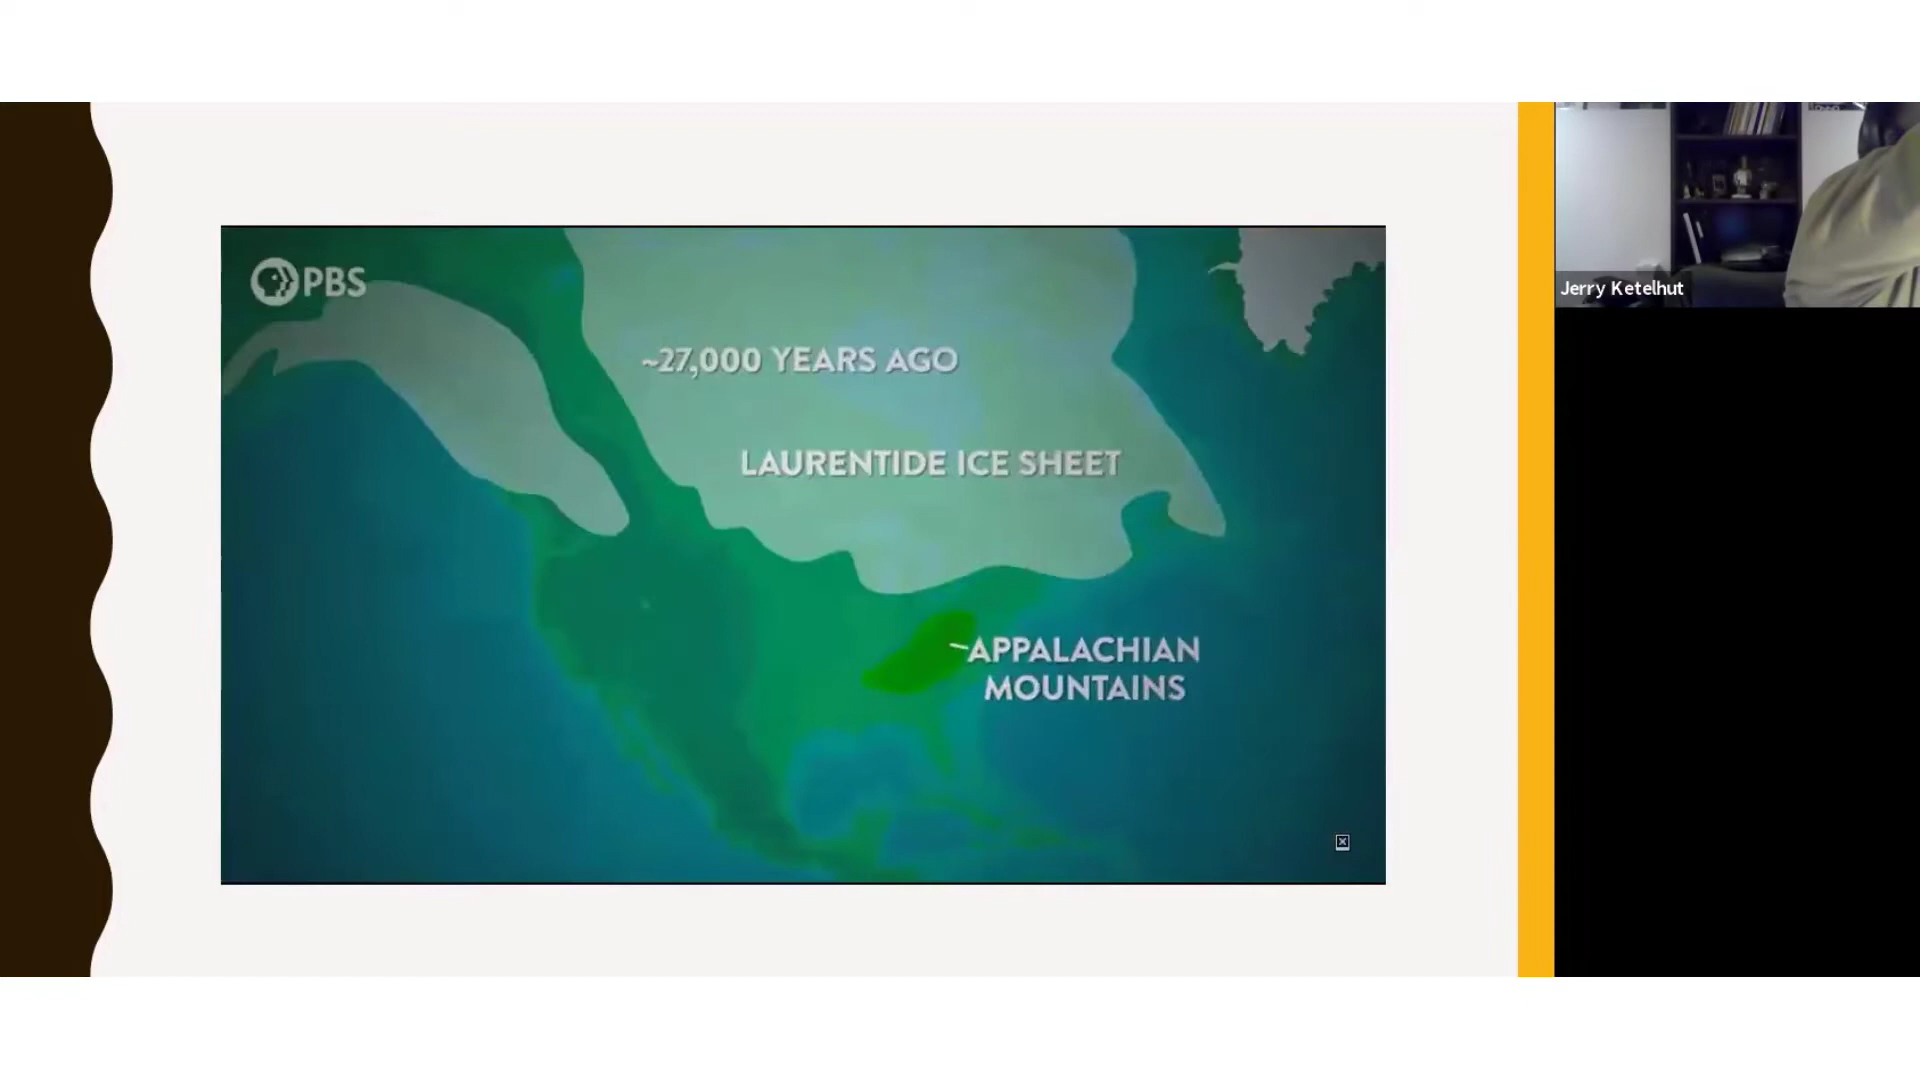 PBS
~27,000 YEARS AGO
LAURENTIDE ICE SHEET
APPALACHIAN
MOUNTAINS
Jerry Ketelhut